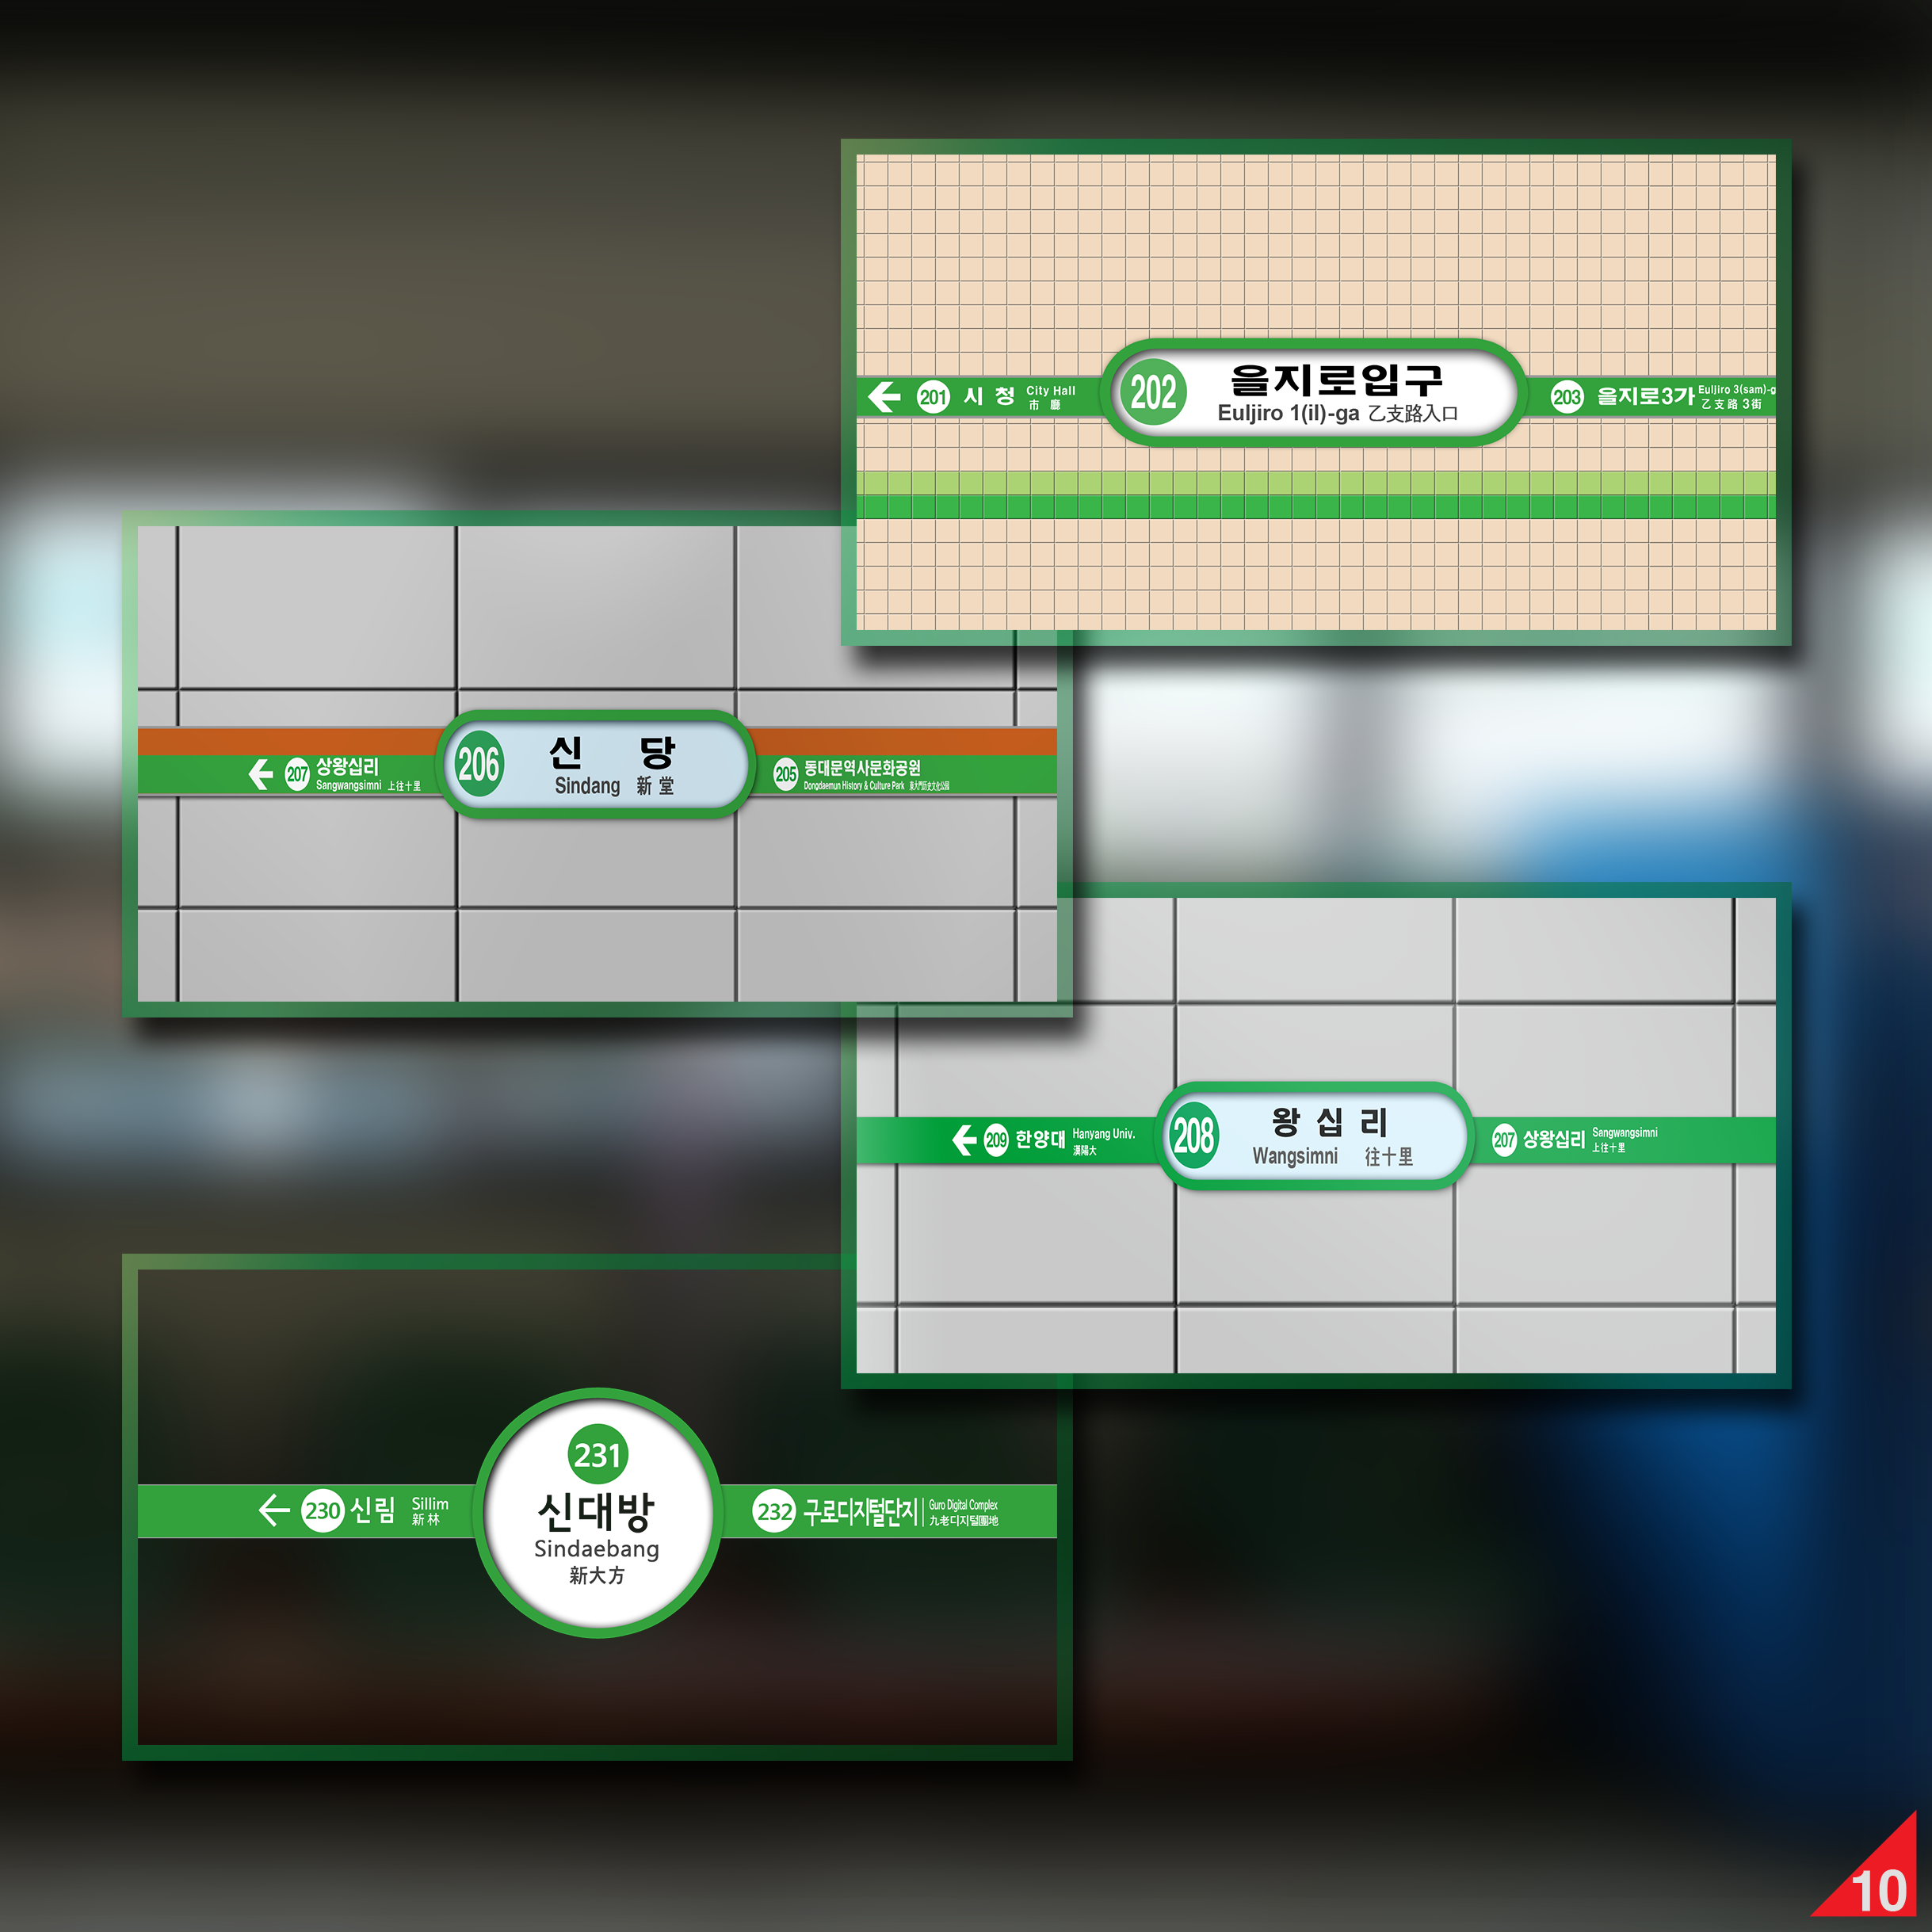 201 시청 City Hall
市廳
202 을지로입구
Euljiro 1(il)-ga 乙支路入口
203 을지로3가 Euljiro 3(sam)-g
乙支路 3街
207 상왕십리
Sangwangsimni 上往十里
206 신당
Sindang 新堂
205 동대문역사문화공원
Dongdaemun History & Culture Park 東大門历史文化公园
209 한양대 Hanyang Univ.
漢陽大
208 왕십리
Wangsimni 往十里
207 상왕십리 Sangwangsimni
上往十里
230 신림 Sillim
新林
231
신대방
Sindaebang
新大方
232 구로디지털단지 Guro Digital Complex
九老디지털團地
10